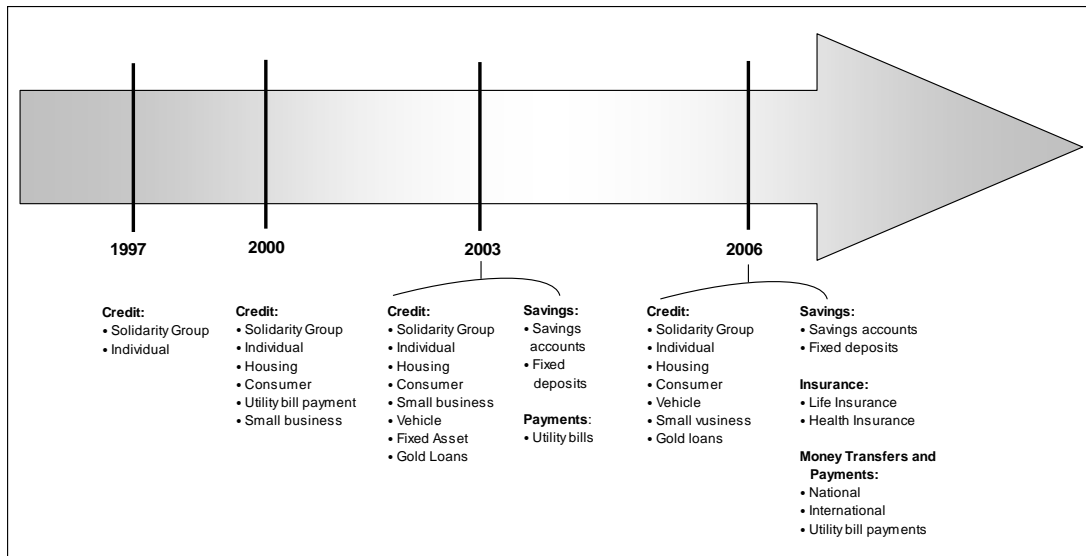 1997
2000
2003
2006
Credit:
• Solidarity Group
• Individual
Credit:
• Solidarity Group
• Individual
• Housing
• Consumer
• Utility bill payment
• Small business
Credit:
• Solidarity Group
• Individual
• Housing
• Consumer
• Small business
• Vehicle
• Fixed Asset
• Gold Loans
Savings:
• Savings
accounts
• Fixed
deposits
Payments:
• Utility bills
Credit:
• Solidarity Group
• Individual
• Housing
• Consumer
• Vehicle
• Small vusiness
• Gold loans
Savings:
• Savings accounts
• Fixed deposits
Insurance:
• Life Insurance
• Health Insurance
Money Transfers and
Payments:
• National
• International
• Utility bill payments